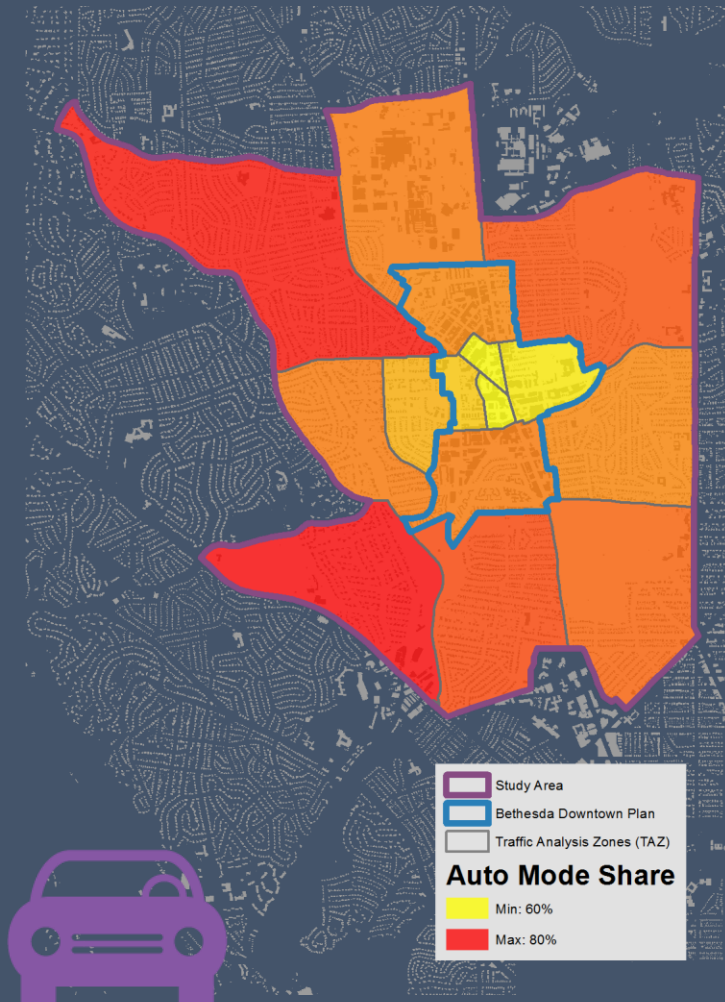 Study Area
Bethesda Downtown Plan
Traffic Analysis Zones (TAZ)
Auto Mode Share
Min: 60%
Max: 80%